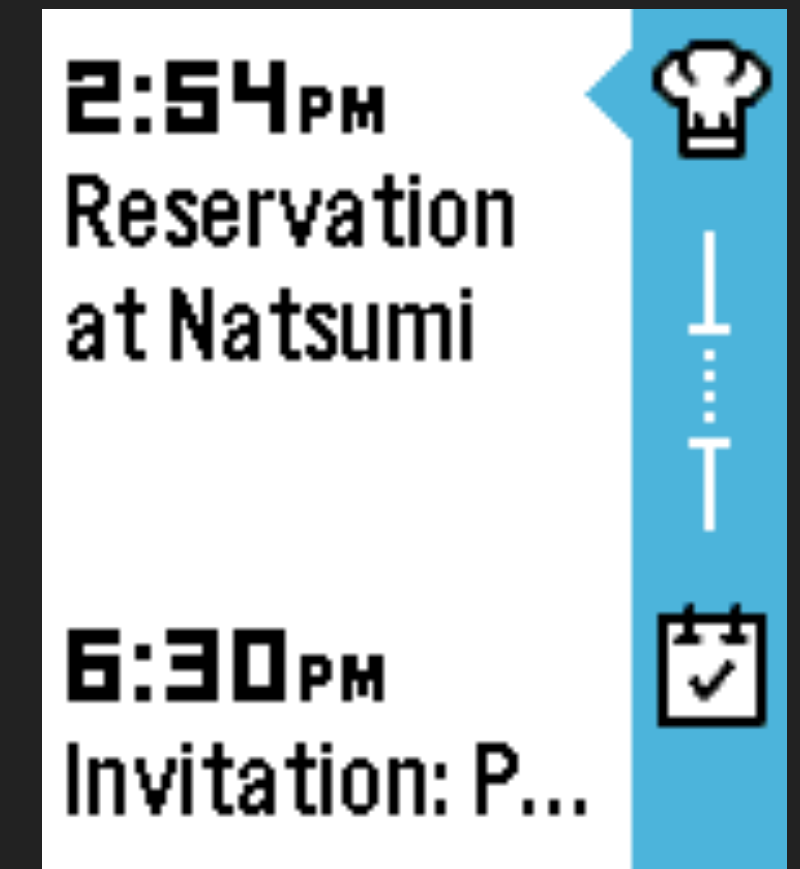 2:54PM
Reservation
at Natsumi
6:30PM
Invitation: P...